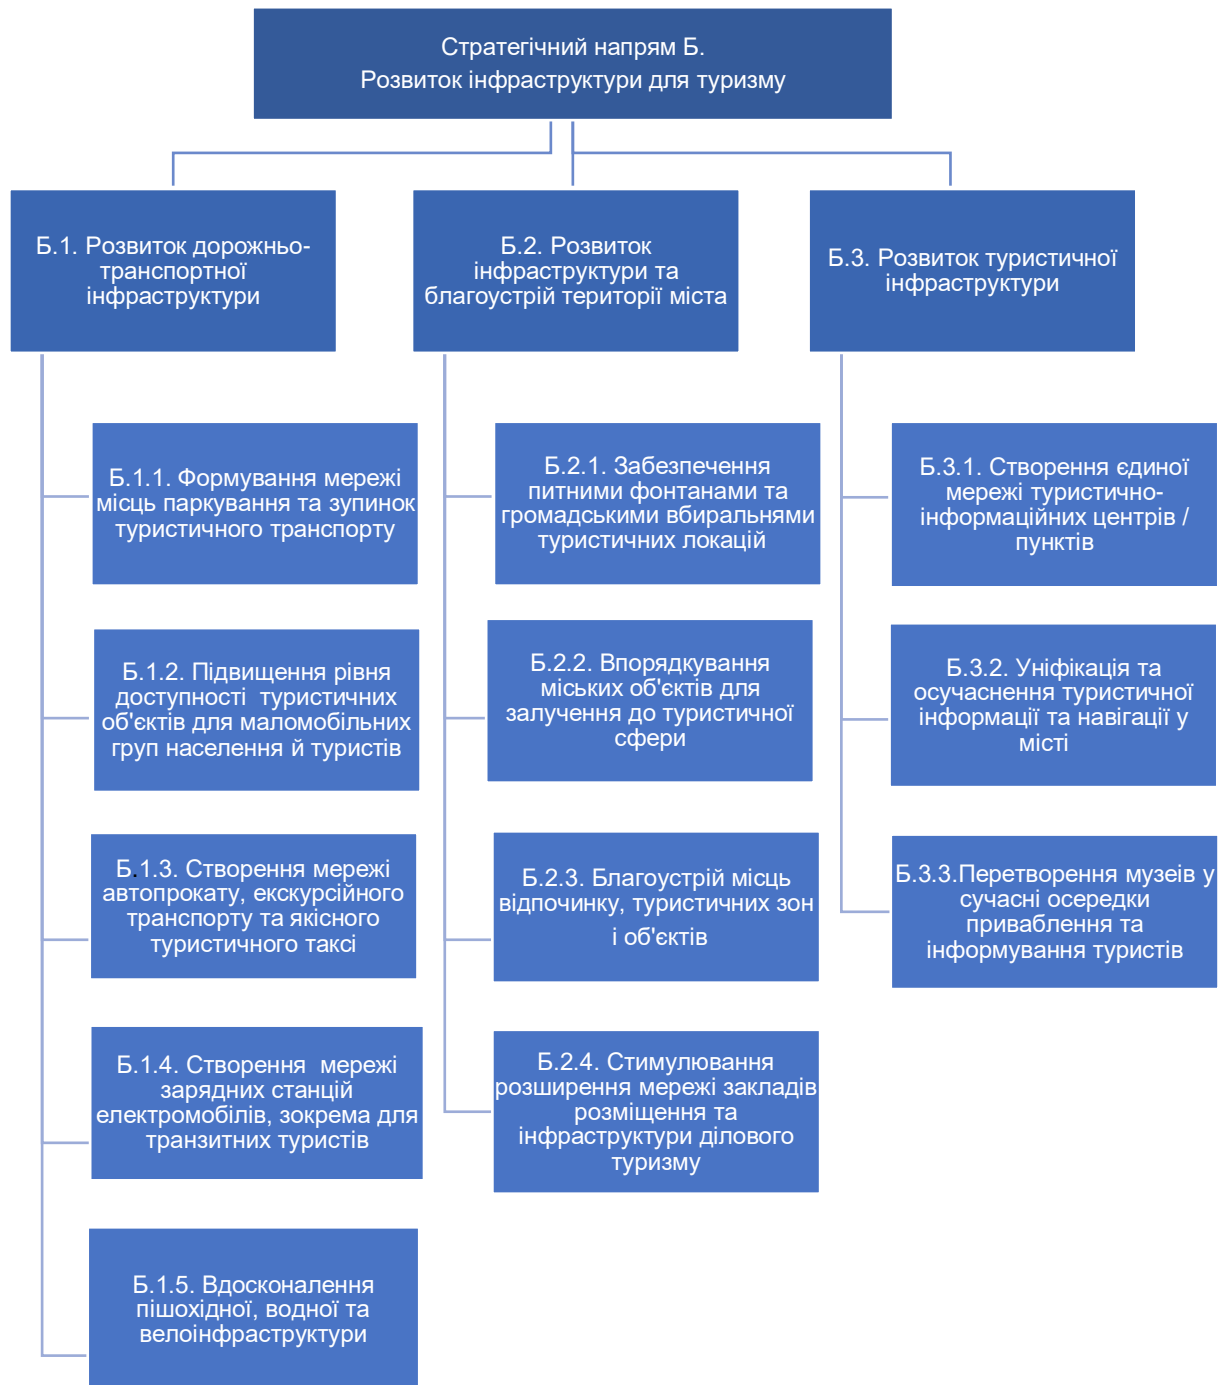 Стратегічний напрям Б.
Розвиток інфраструктури для туризму
Б.1. Розвиток дорожньо-
транспортної
інфраструктури
Б.2. Розвиток
інфраструктури та
благоустрій території міста
Б.3. Розвиток туристичної
інфраструктури
Б.1.1. Формування мережі
місць паркування та зупинок
туристичного транспорту
Б.1.2. Підвищення рівня
доступності  туристичних
об'єктів для маломобільних
груп населення й туристів
Б.1.3. Створення мережі
автопрокату, екскурсійного
транспорту та якісного
туристичного таксі
Б.1.4. Створення  мережі
зарядних станцій
електромобілів, зокрема для
транзитних туристів
Б.1.5. Вдосконалення
пішохідної, водної та
велоінфраструктури
Б.2.1. Забезпечення
питними фонтанами та
громадськими вбиральнями
туристичних локацій
Б.2.2. Впорядкування
міських об'єктів для
залучення до туристичної
сфери
Б.2.3. Благоустрій місць
відпочинку, туристичних зон
і об'єктів
Б.2.4. Стимулювання
розширення мережі закладів
розміщення та
інфраструктури ділового
туризму
Б.3.1. Створення єдиної
мережі туристично-
інформаційних центрів /
пунктів
Б.3.2. Уніфікація та
осучаснення туристичної
інформації та навігації у
місті
Б.3.3.Перетворення музеїв у
сучасні осередки
приваблення та
інформування туристів